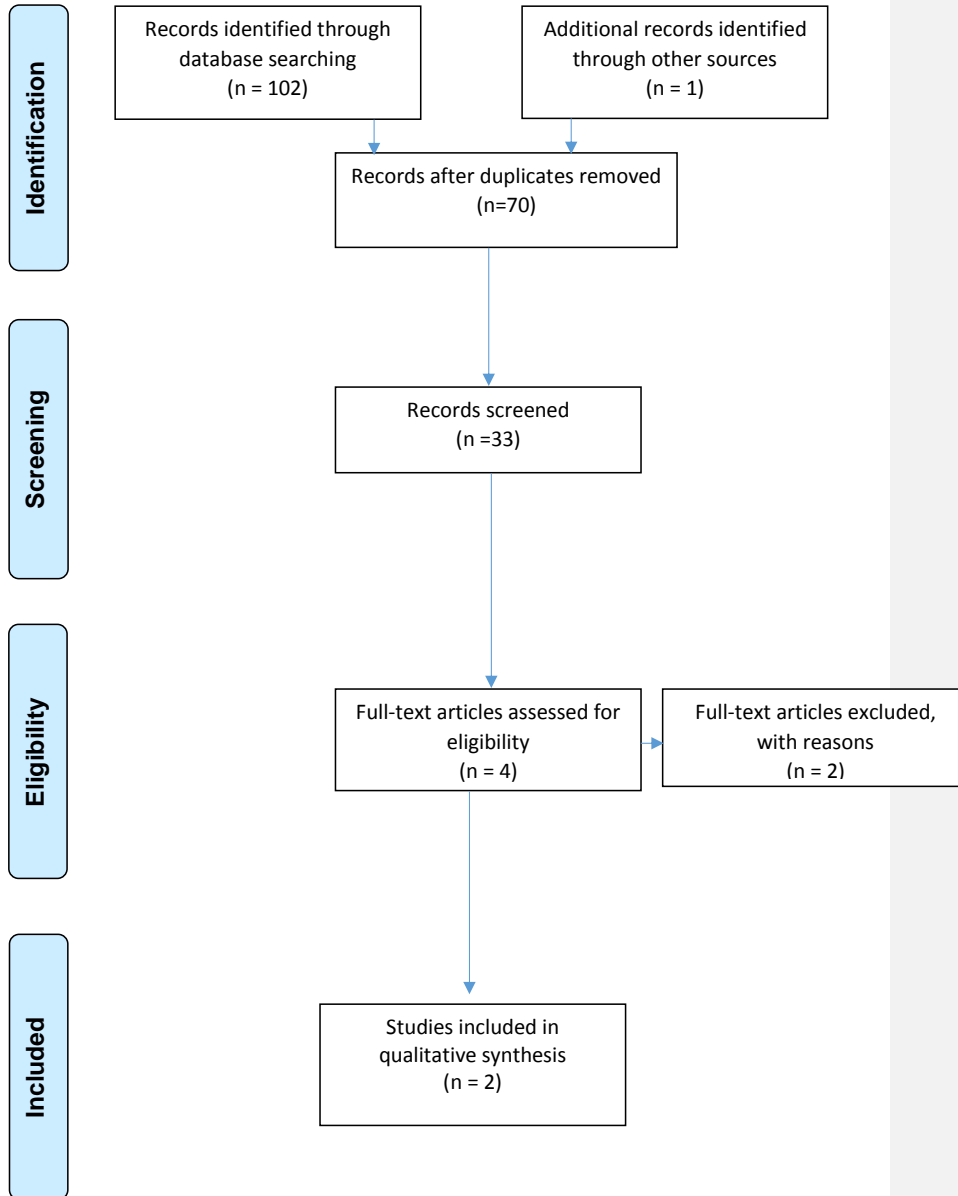 Identification
Records identified through
database searching
(n = 102)
Additional records identified
through other sources
(n = 1)
Records after duplicates removed
(n=70)
Screening
Records screened
(n =33)
Eligibility
Full-text articles assessed for
eligibility
(n = 4)
Full-text articles excluded,
with reasons
(n = 2)
Included
Studies included in
qualitative synthesis
(n = 2)